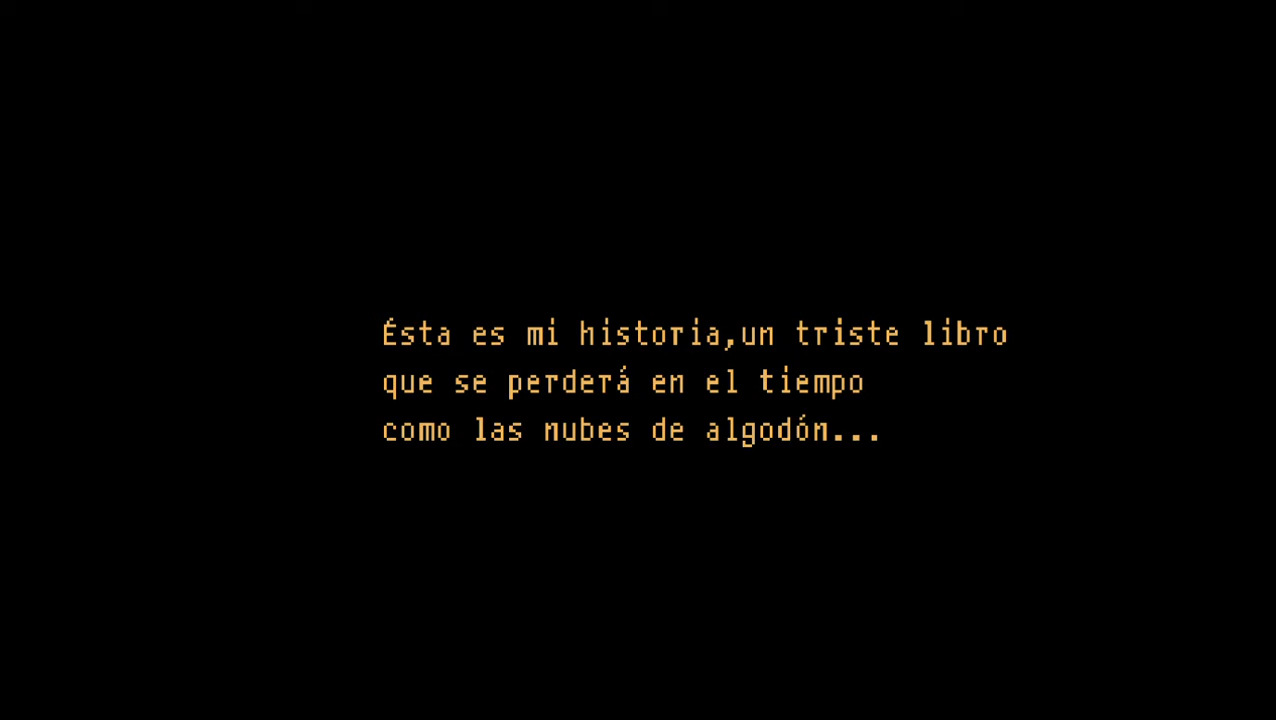 Ésta es mi historia,un triste libro
que se perderá en el tiempo
como las nubes de algodón...